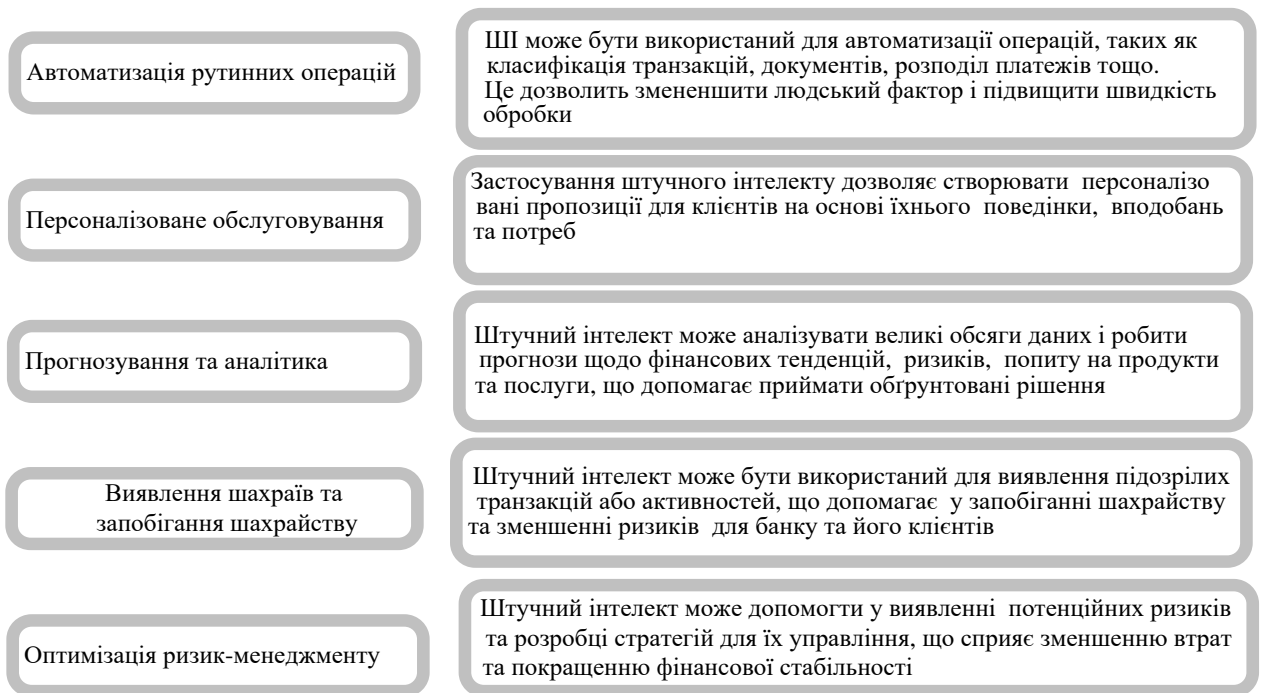 Автоматизація рутинних операцій
ШІ може бути використаний для автоматизації операцій, таких як
класифікація транзакцій, документів, розподіл платежів тощо.
Це дозволить змененшити людський фактор і підвищити швидкість
обробки
Персоналізоване обслуговування
Застосування штучного інтелекту дозволяє створювати персоналізо
вані пропозиції для клієнтів на основі їхнього поведінки, вподобань
та потреб
Прогнозування та аналітика
Штучний інтелект може аналізувати великі обсяги даних і робити
прогнози щодо фінансових тенденцій, ризиків, попиту на продукти
та послуги, що допомагає приймати обґрунтовані рішення
Виявлення шахраїв та
запобігання шахрайству
Штучний інтелект може бути використаний для виявлення підозрілих
транзакцій або активностей, що допомагає у запобіганні шахрайству
та зменшенні ризиків для банку та його клієнтів
Оптимізація ризик-менеджменту
Штучний інтелект може допомогти у виявленні потенційних ризиків
та розробці стратегій для їх управління, що сприяє зменшенню втрат
та покращенню фінансової стабільності